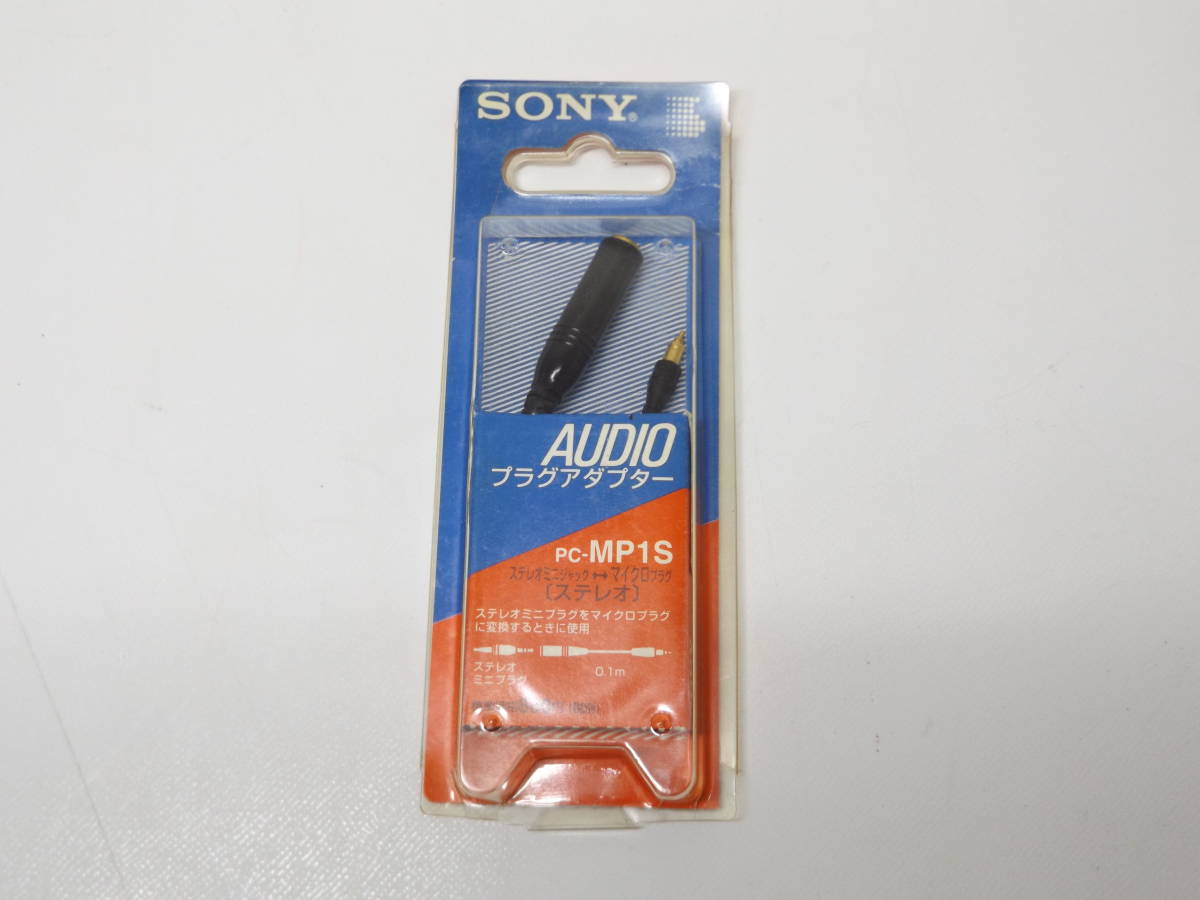 SONY®
AUDIO
プラグアダプター
PC-MP1S
ステレオミニジャック↔マイクロプラグ
〔ステレオ〕
ステレオミニプラグをマイクロプラグ
に変換するときに使用
ステレオ
ミニプラグ
0.1m